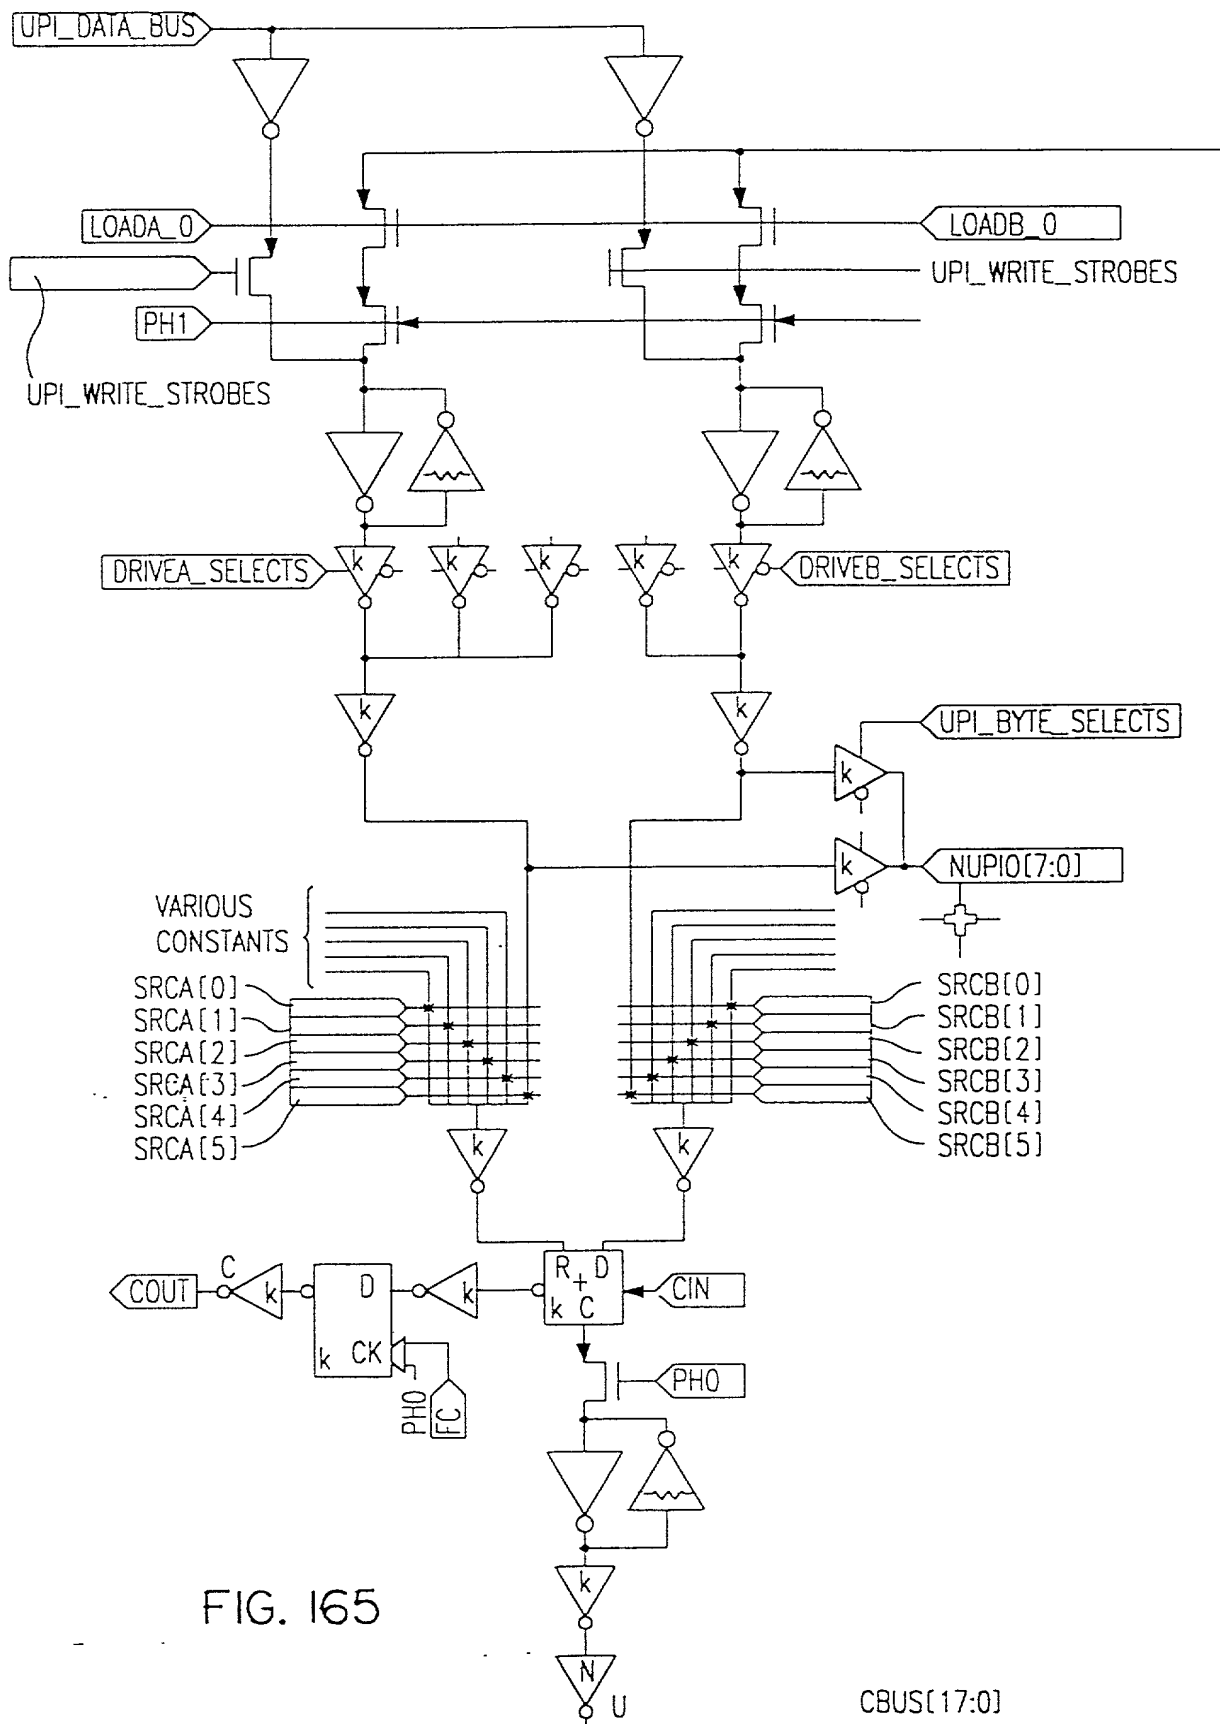 UPI_DATA_BUS
LOADA_0
LOADB_0
UPI_WRITE_STROBES
PH1
UPI_WRITE_STROBES
DRIVEA_SELECTS
k
k
k
k
k
DRIVEB_SELECTS
k
k
UPI_BYTE_SELECTS
k
k
NUPIO[7:0]
VARIOUS
CONSTANTS
SRCA[0]
SRCA[1]
SRCA[2]
SRCA[3]
SRCA[4]
SRCA[5]
SRCB[0]
SRCB[1]
SRCB[2]
SRCB[3]
SRCB[4]
SRCB[5]
k
k
COUT
C
k
D
k
CK
PH0
FC
k
R + D
k C
CIN
PH0
k
N
U
FIG. 165
CBUS[17:0]